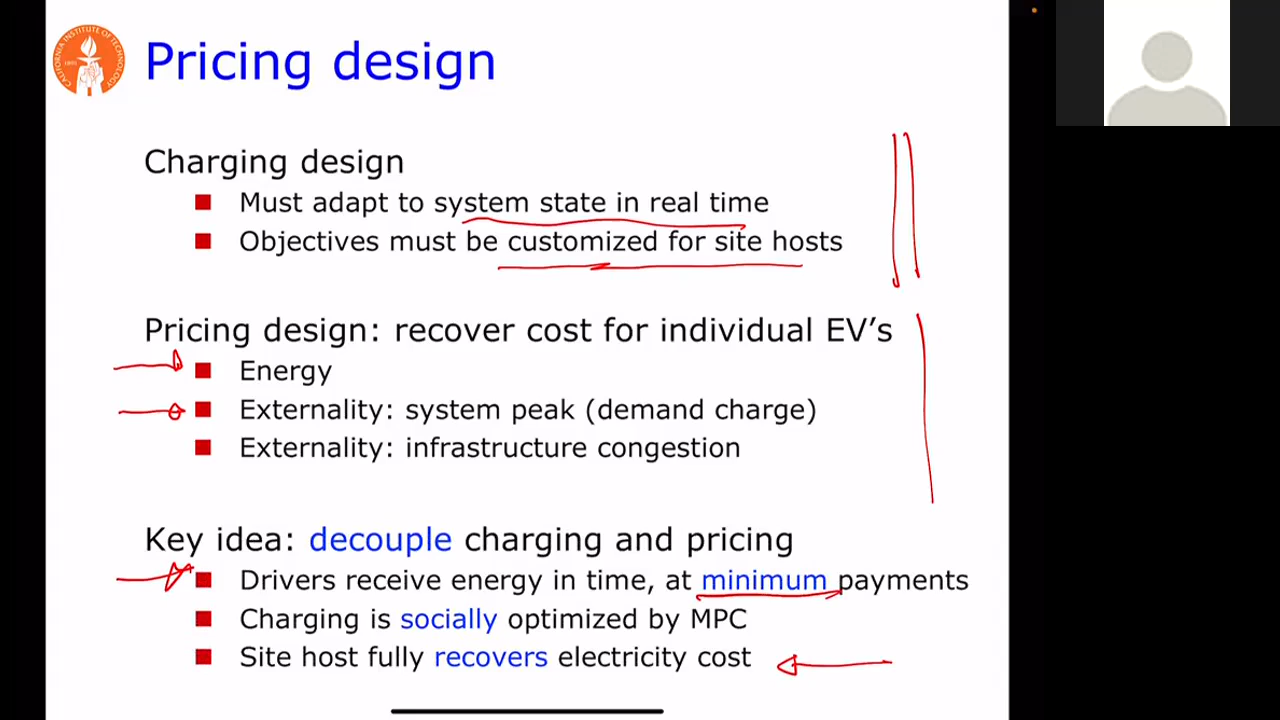 Pricing design
Charging design
Must adapt to system state in real time
Objectives must be customized for site hosts
Pricing design: recover cost for individual EV's
Energy
Externality: system peak (demand charge)
Externality: infrastructure congestion
Key idea: decouple charging and pricing
Drivers receive energy in time, at minimum payments
Charging is socially optimized by MPC
Site host fully recovers electricity cost